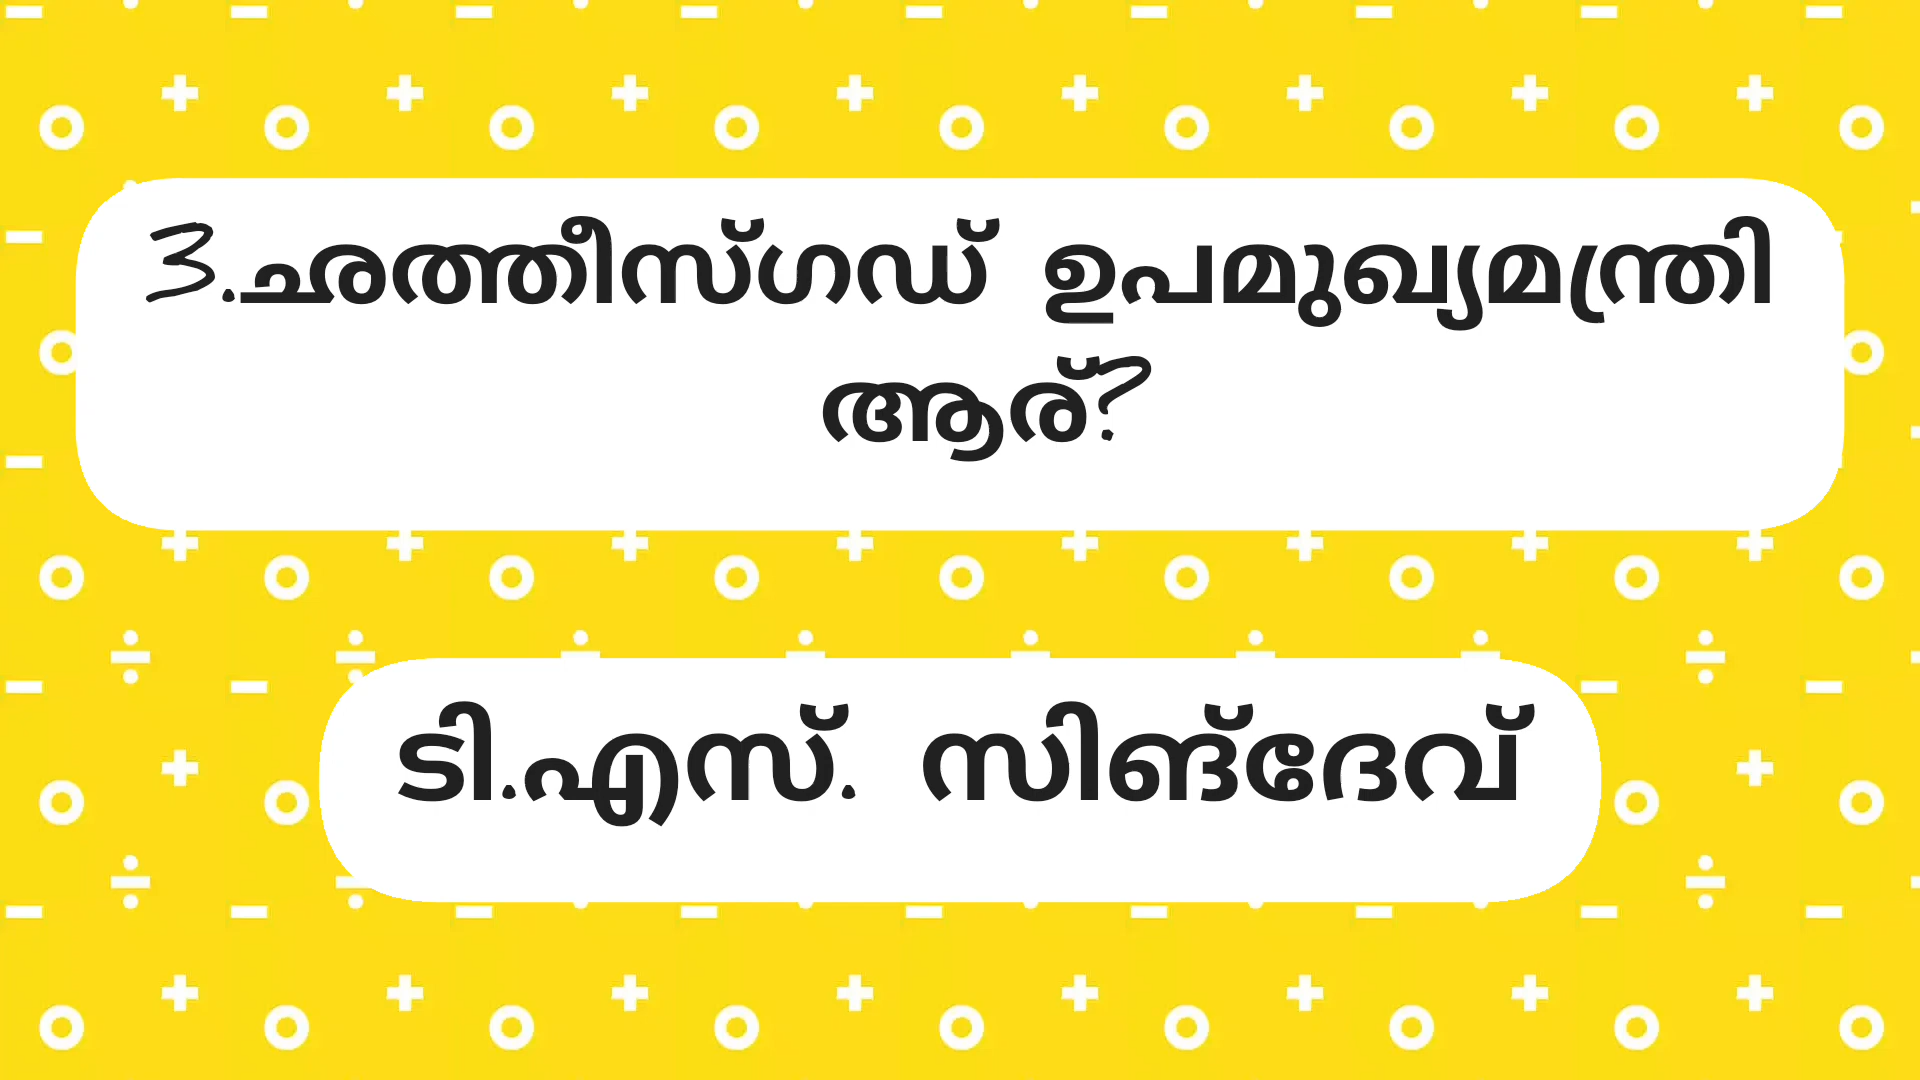 3.ഛത്തീസ്ഗഡ് ഉപമുഖ്യമന്ത്രി
ആര്?
ടി.എസ്. സിങ്ദേവ്